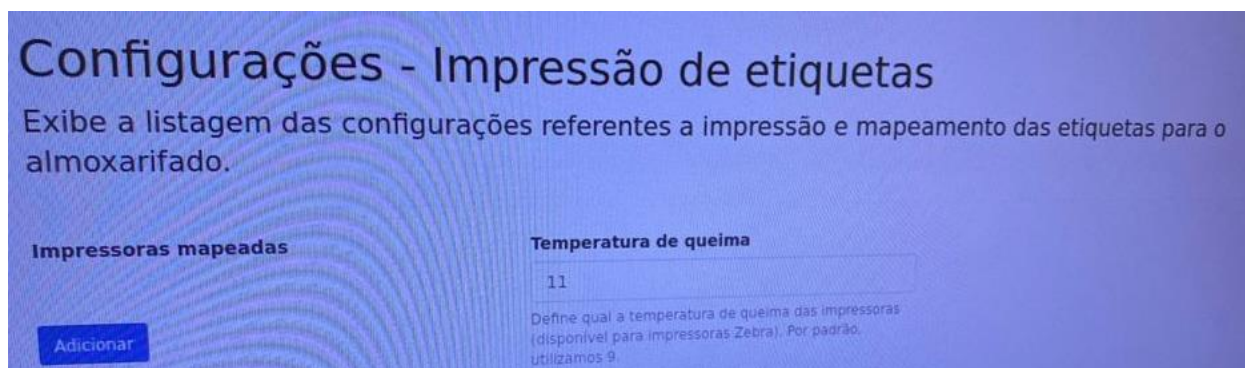 Configurações - Impressão de etiquetas
Exibe a listagem das configurações referentes a impressão e mapeamento das etiquetas para o
almoxarifado.
Impressoras mapeadas
Temperatura de queima
11
Define qual a temperatura de queima das impressoras
(disponível para impressoras Zebra). Por padrão,
utilizamos 9.
Adicionar